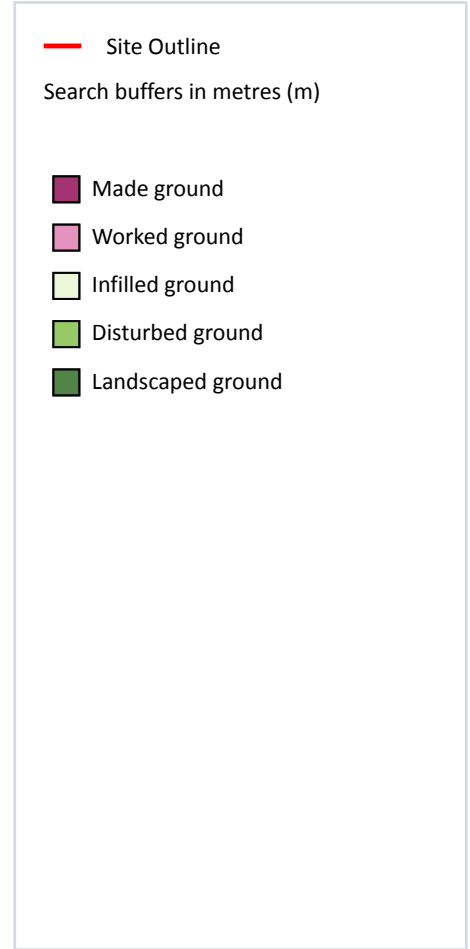 Site Outline
Search buffers in metres (m)
Made ground
Worked ground
Infilled ground
Disturbed ground
Landscaped ground